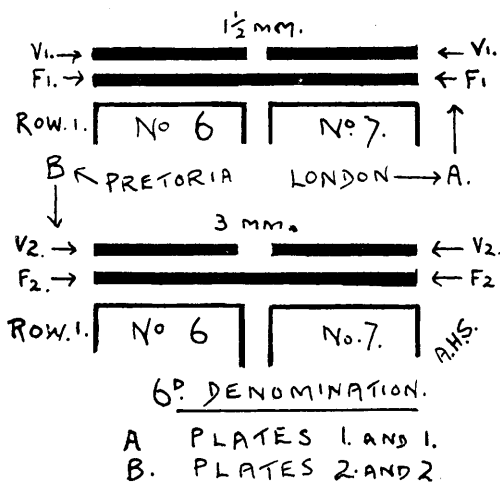 1½ mm.
V1. → ← V1.
F1. → ← F1
ROW. 1. No 6 No. 7.
B ← PRETORIA LONDON → A.
3 mm.
V2. → ← V2.
F2. → ← F2
ROW. 1. No 6 No. 7.
A.H.S.
6D. DENOMINATION.
A PLATES 1. AND 1.
B. PLATES 2. AND 2